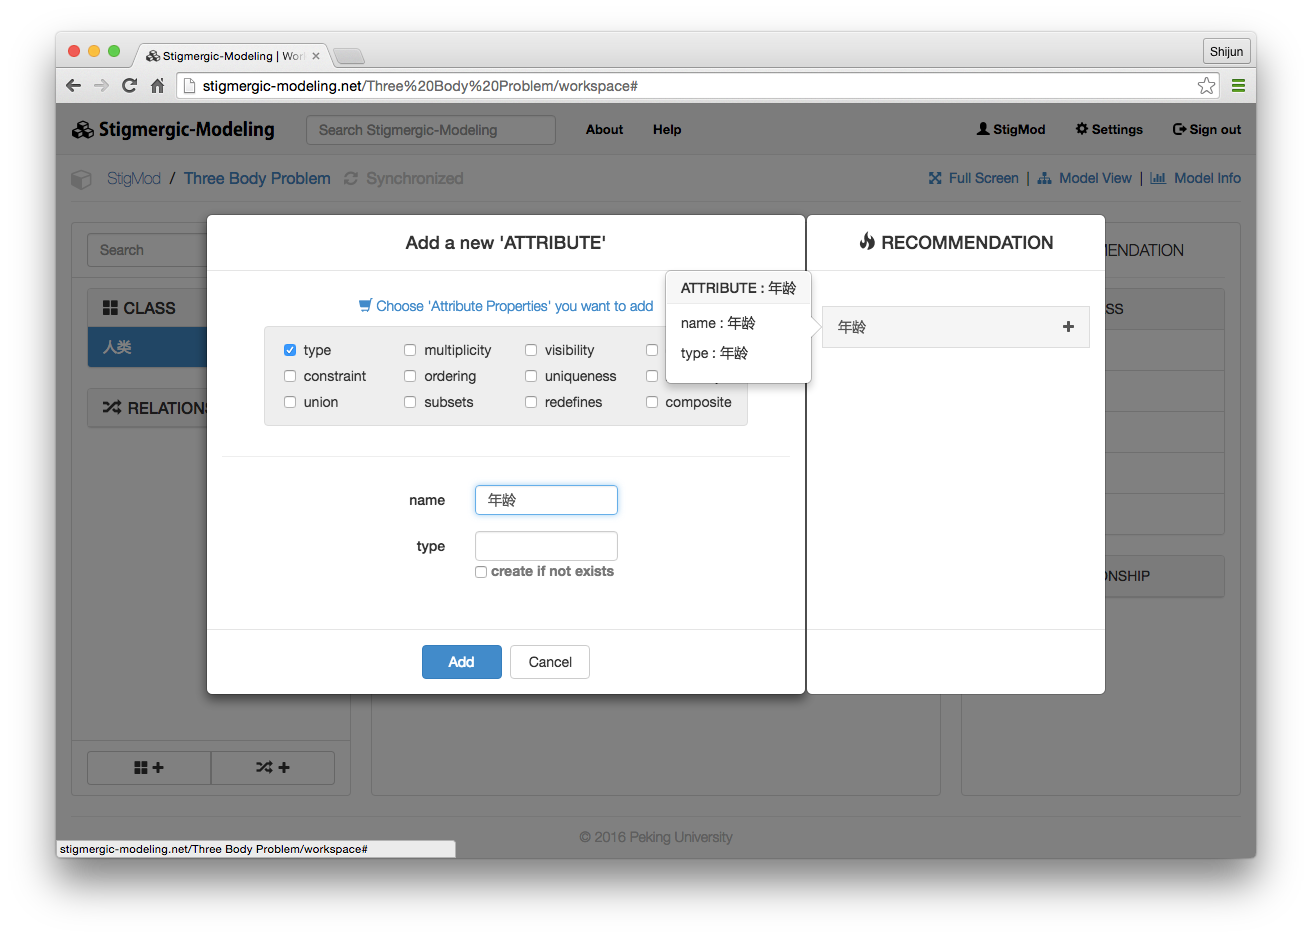 Stigmergic-Modeling | Wor
Shijun
stigmergic-modeling.net/Three%20Body%20Problem/workspace#
Stigmergic-Modeling
Search Stigmergic-Modeling
About
Help
StigMod
Settings
Sign out
StigMod / Three Body Problem
Synchronized
Full Screen | Model View | Model Info
Search
CLASS
人类
RELATIONS
Add a new 'ATTRIBUTE'
Choose 'Attribute Properties' you want to add
type
multiplicity
visibility
constraint
ordering
uniqueness
union
subsets
redefines
composite
name
年龄
type
create if not exists
Add
Cancel
RECOMMENDATION
ATTRIBUTE : 年龄
name : 年龄
type : 年龄
年龄
ENDATION
SS
ONSHIP
© 2016 Peking University
stigmergic-modeling.net/Three Body Problem/workspace#